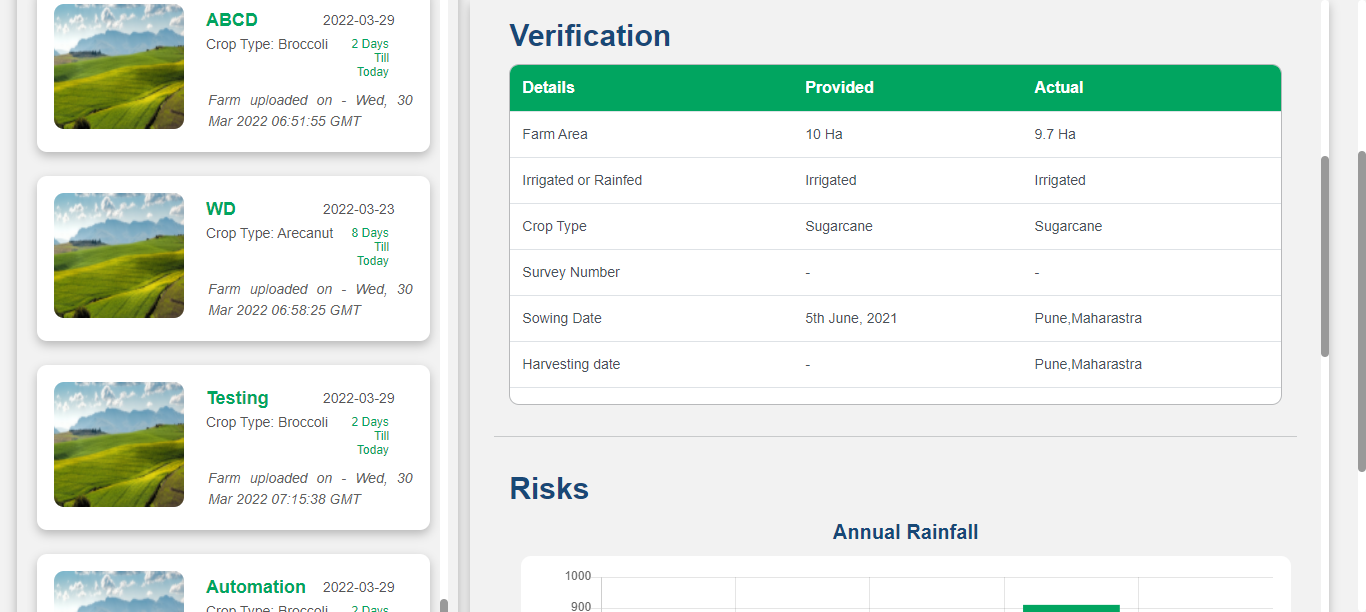 ABCD 2022-03-29
Crop Type: Broccoli 2 Days
Till
Today
Farm uploaded on - Wed, 30
Mar 2022 06:51:55 GMT
WD 2022-03-23
Crop Type: Arecanut 8 Days
Till
Today
Farm uploaded on - Wed, 30
Mar 2022 06:58:25 GMT
Testing 2022-03-29
Crop Type: Broccoli 2 Days
Till
Today
Farm uploaded on - Wed, 30
Mar 2022 07:15:38 GMT
Automation 2022-03-29
Crop Type: Broccoli 2 Days
Verification
Details Provided Actual
Farm Area 10 Ha 9.7 Ha
Irrigated or Rainfed Irrigated Irrigated
Crop Type Sugarcane Sugarcane
Survey Number - -
Sowing Date 5th June, 2021 Pune,Maharastra
Harvesting date - Pune,Maharastra
Risks
Annual Rainfall
1000
900